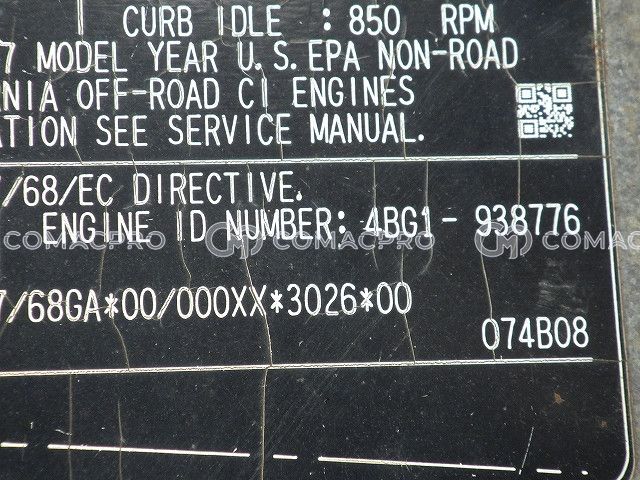 CURB IDLE : 850 RPM
7 MODEL YEAR U.S.EPA NON-ROAD
NIA OFF-ROAD CI ENGINES
ATION SEE SERVICE MANUAL.
/68/EC DIRECTIVE.
ENGINE ID NUMBER: 4BG1 - 938776
COMACPRO COMACPRO COMAC
7/68GA*00/000XX*3026*00
074B08